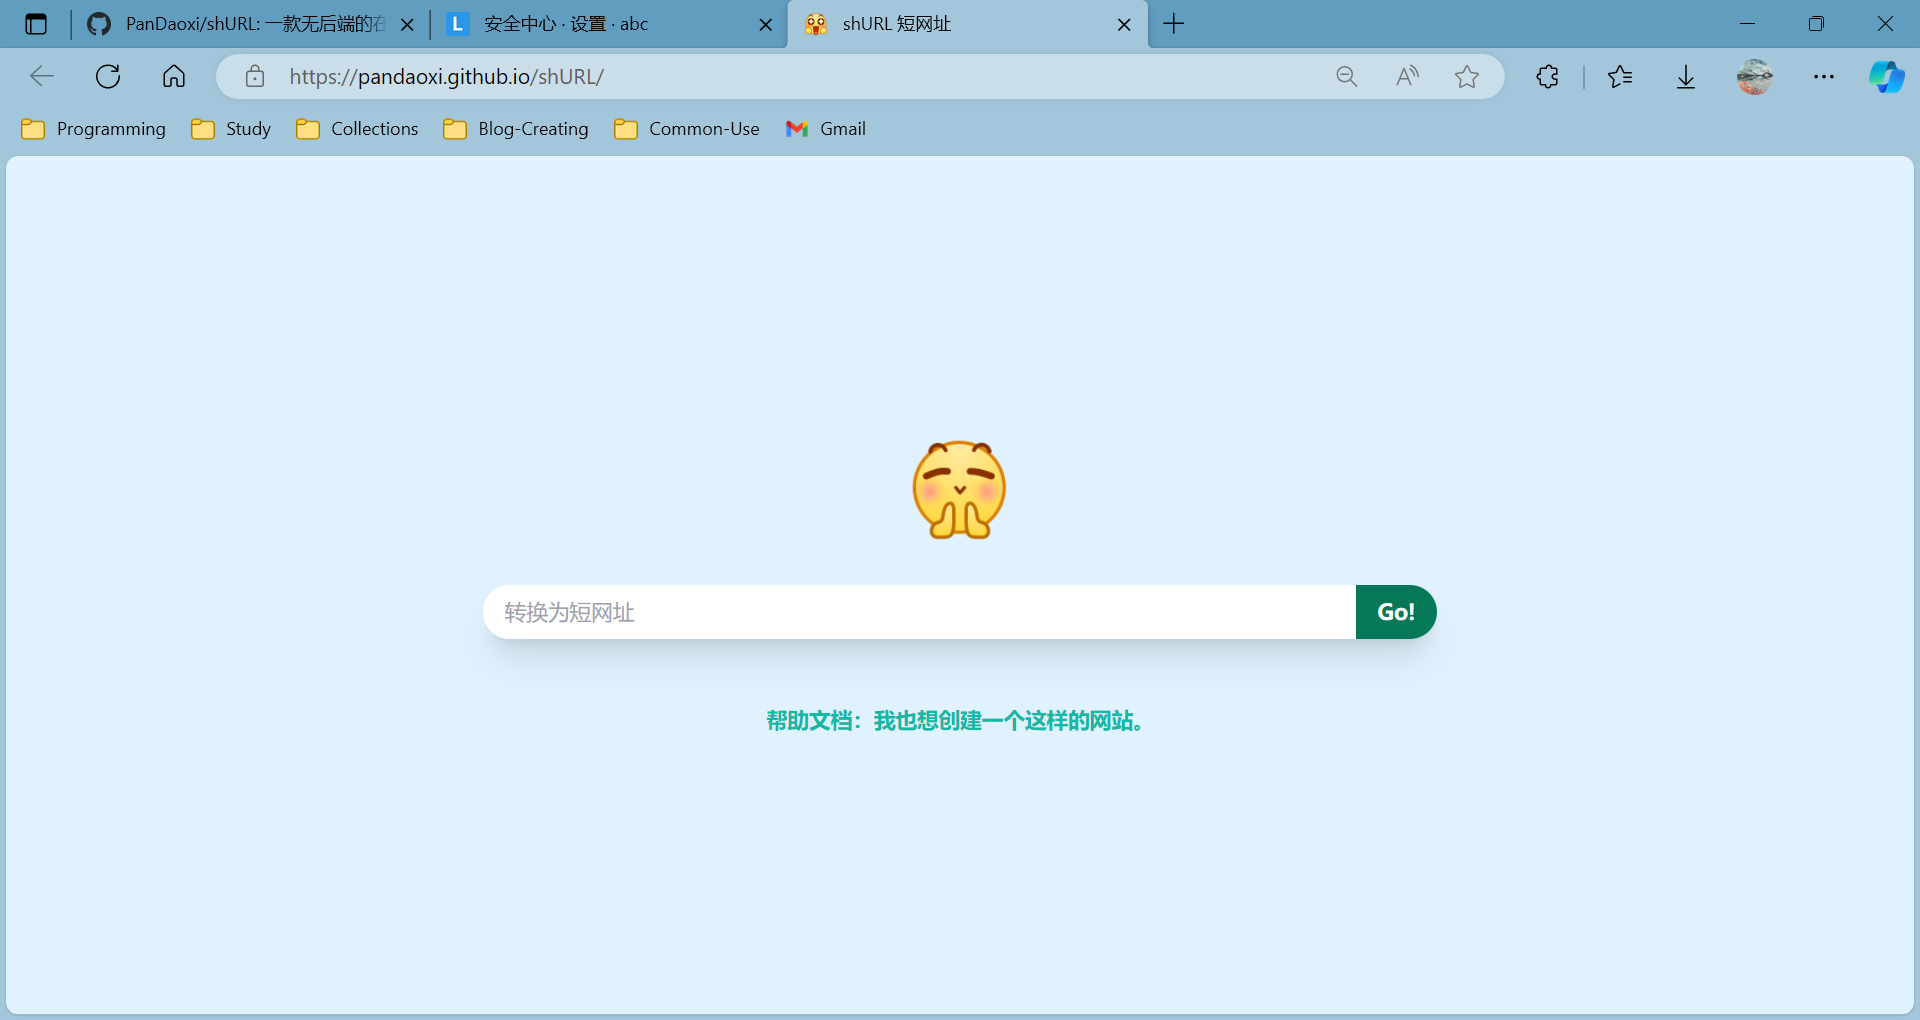 PanDaoxi/shURL: 一款无后端的在
L 安全中心 · 设置 · abc
shURL 短网址
https://pandaoxi.github.io/shURL/
Programming Study Collections Blog-Creating Common-Use Gmail
转换为短网址 Go!
帮助文档：我也想创建一个这样的网站。